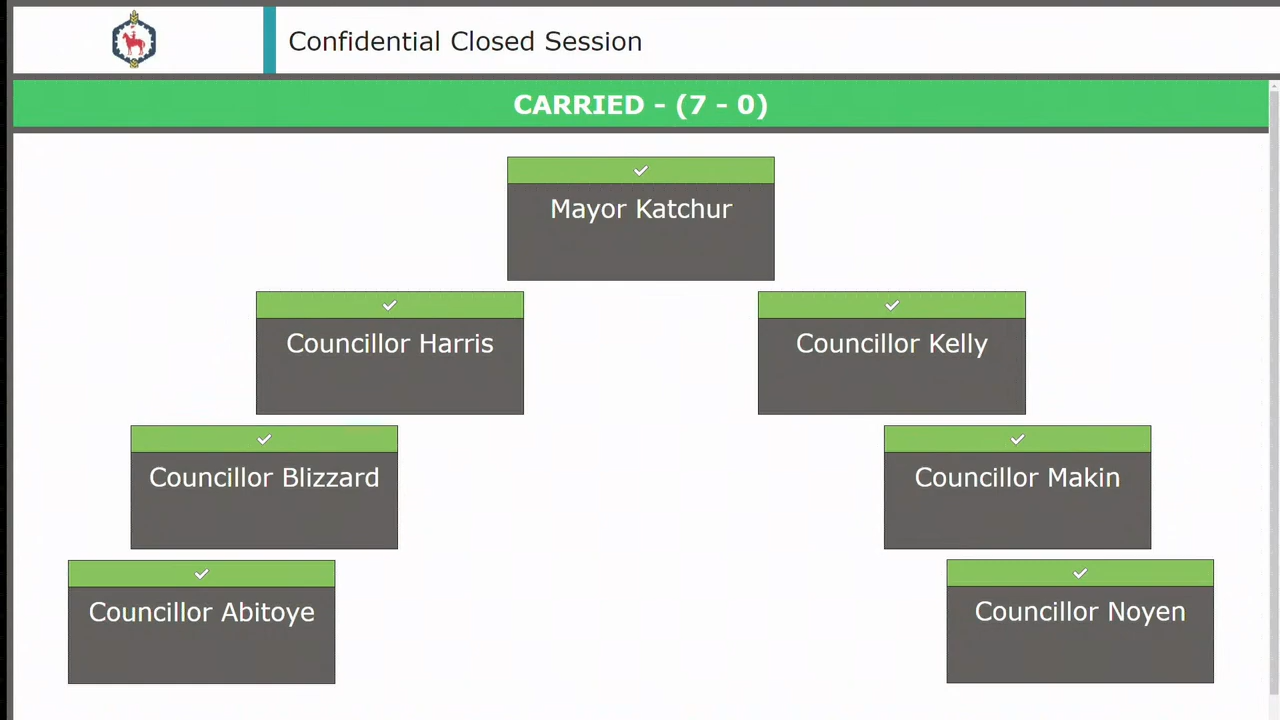 Confidential Closed Session
CARRIED - (7 - 0)
Mayor Katchur
Councillor Harris
Councillor Kelly
Councillor Blizzard
Councillor Makin
Councillor Abitoye
Councillor Noyen